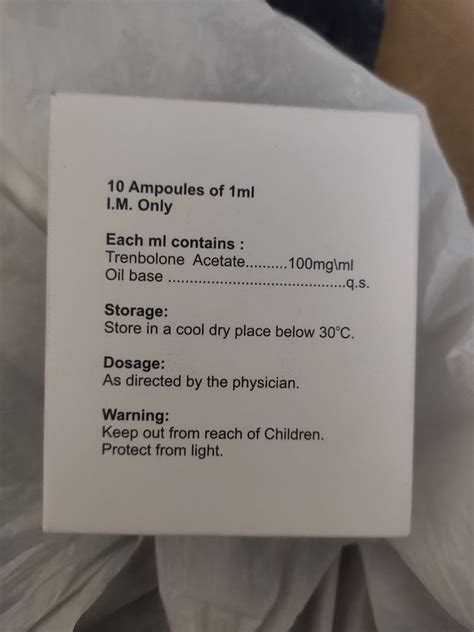 10 Ampoules of 1ml
I.M. Only
Each ml contains :
Trenbolone Acetate..........100mg\ml
Oil base ..........................................q.s.
Storage:
Store in a cool dry place below 30°C.
Dosage:
As directed by the physician.
Warning:
Keep out from reach of Children.
Protect from light.